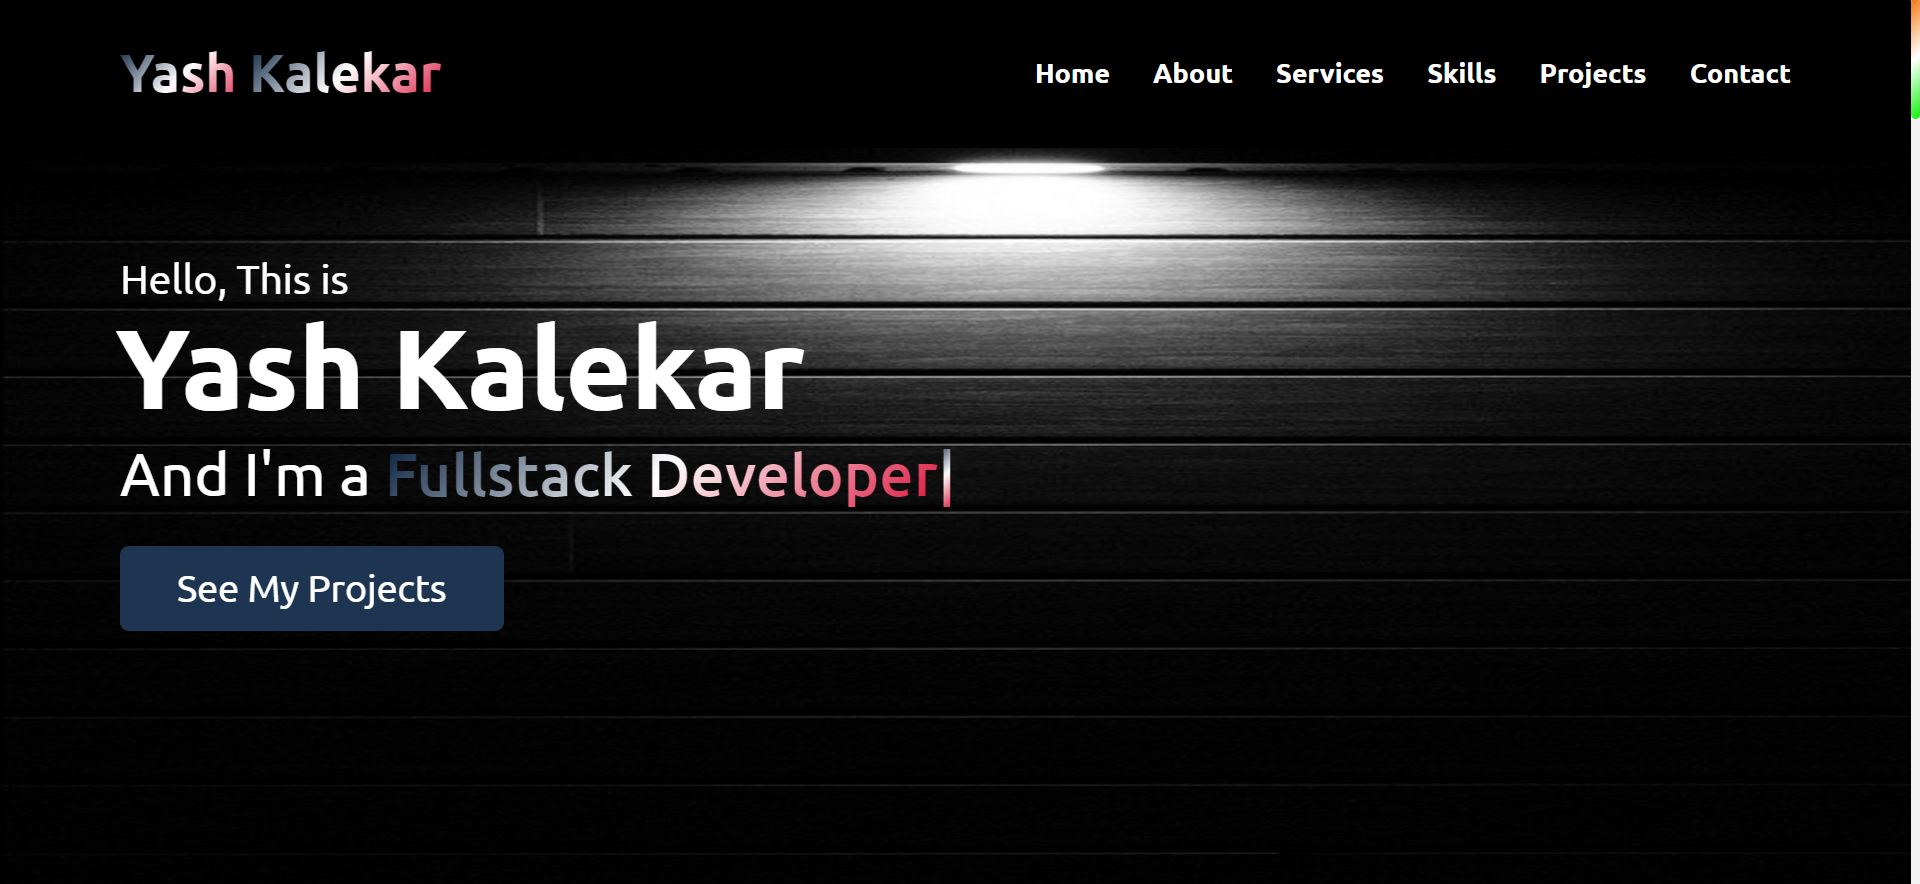 Yash Kalekar
Home About Services Skills Projects Contact
Hello, This is
Yash Kalekar
And I'm a Fullstack Developer|
See My Projects